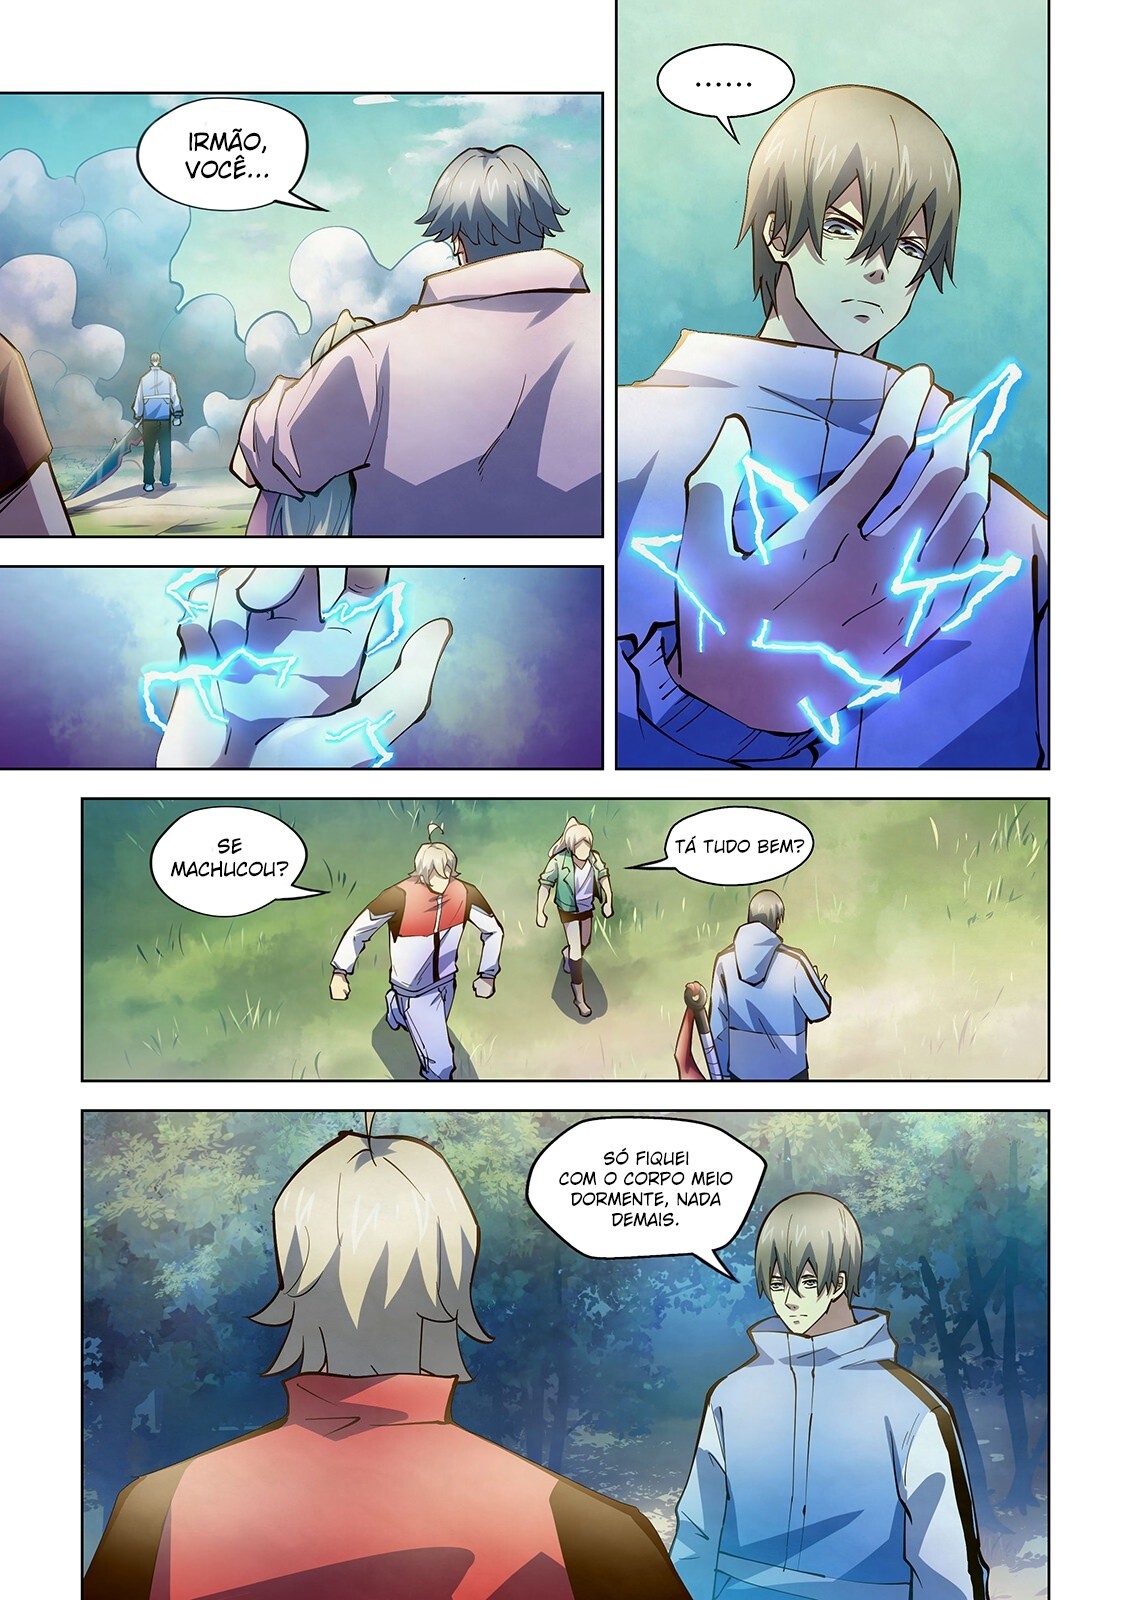 ......
IRMÃO,
VOCÊ...
SE
MACHUCOU?
TÁ TUDO BEM?
SÓ FIQUEI
COM O CORPO MEIO
DORMENTE, NADA
DEMAIS.